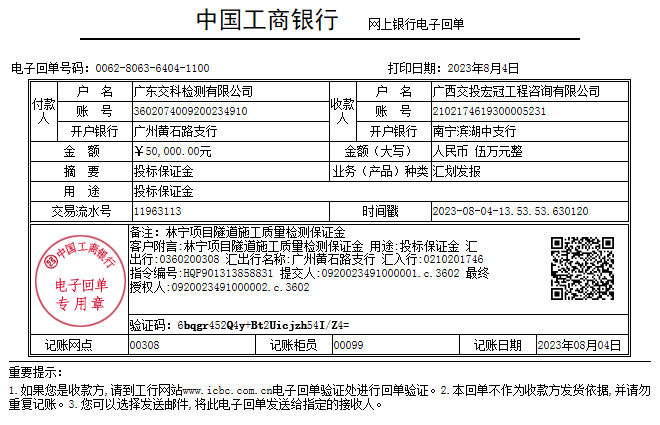 中国工商银行 网上银行电子回单
电子回单号码：0062-8063-6404-1100 打印日期：2023年8月4日
付款人 户 名 广东交科检测有限公司 收款人 户 名 广西交投宏冠工程咨询有限公司
账 号 3602074009200234910 账 号 2102174619300005231
开户银行 广州黄石路支行 开户银行 南宁滨湖中支行
金 额 ￥50,000.00元 金额（大写） 人民币 伍万元整
摘 要 投标保证金 业务（产品）种类 汇划发报
用 途 投标保证金
交易流水号 11963113 时间戳 2023-08-04-13.53.53.630120
中国工商银行
电子回单
专用章
备注：林宁项目隧道施工质量检测保证金
客户附言:林宁项目隧道施工质量检测保证金 用途:投标保证金 汇
出行:0360200308 汇出行名称:广州黄石路支行 汇入行:0210201746
指令编号:HQP901313858831 提交人:0920023491000001.c.3602 最终
授权人:0920023491000002.c.3602
验证码：6bqgr452Q4y+Bt2Uicjzh54I/Z4=
记账网点 00308 记账柜员 00099 记账日期 2023年08月04日
重要提示：
1.如果您是收款方,请到工行网站www.icbc.com.cn电子回单验证处进行回单验证。2.本回单不作为收款方发货依据,并请勿
重复记账。3.您可以选择发送邮件,将此电子回单发送给指定的接收人。